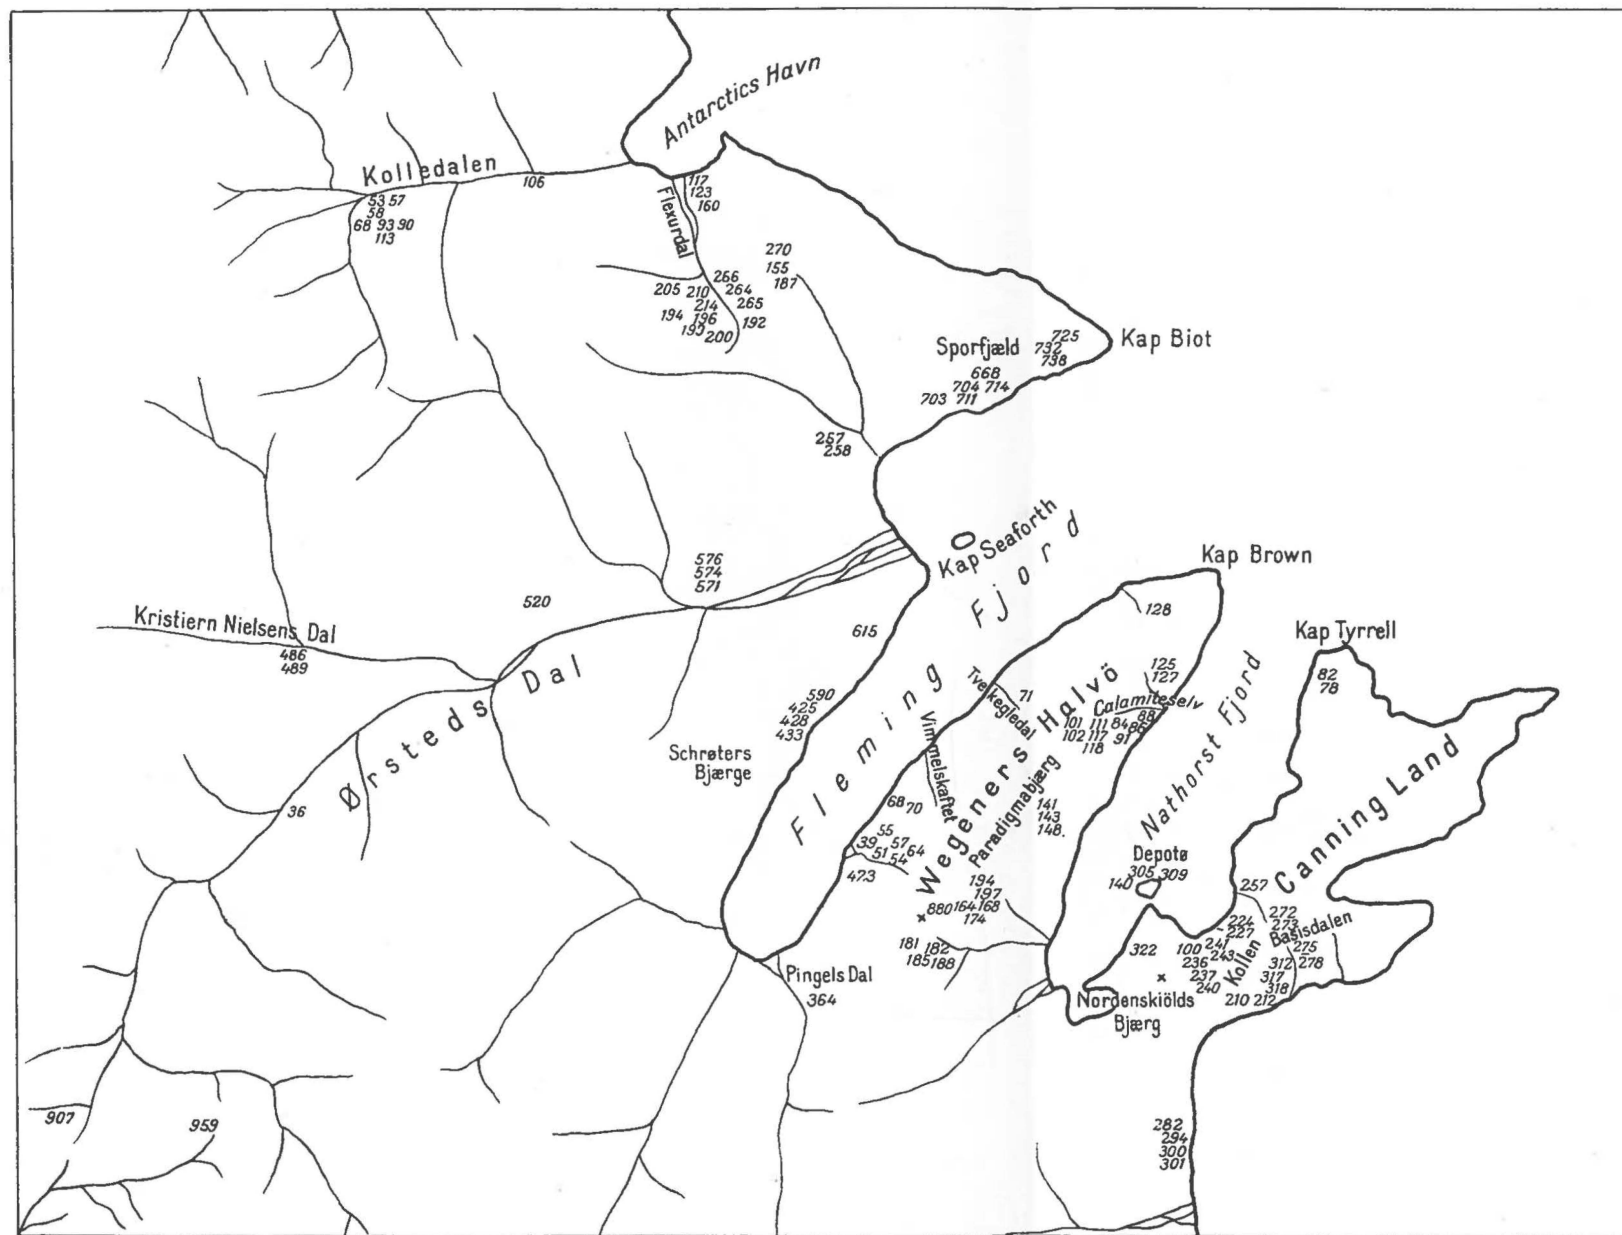 Antarctics Havn
Kolledalen
106
53 57
58
68 93 90
113
117
123
160
Flexurdal
270
155
187
266
205 210 264
214 265
194 196 192
200
Sporfjæld
725
732
738
Kap Biot
668
704 714
703 711
257
258
Kap Seaforth
Fleming Fjord
Kap Brown
128
576
574
571
520
Kristiern Nielsens Dal
486
489
Ørsteds Dal
615
590
425
428
433
Schrøters
Bjærge
36
Kap Tyrrell
82
78
125
127
Calamiteselv
88
101 111 84 86
102 117 91
118
71
Tvekegledal
Vimmelskaftet
Wegeners Halvö
Paradigmabjærg
141
143
148.
68 70
55
39 57 64
51 54
473
194
197
880 164 168
174
181 182
185 188
Pingels Dal
364
Nathorst Fjord
Depotø
305 309
140
Canning Land
257
272
273
Basisdalen
224
227
241
100 243
236
237
240
Kollen
275
312 278
317
318
210 212
322
Nordenskiölds
Bjærg
282
294
300
301
907
959